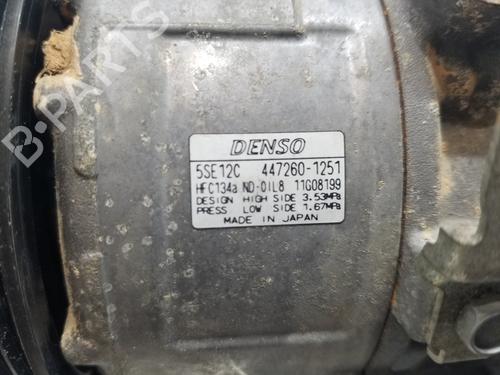 DENSO
5SE12C 447260-1251
HFC134a ND-OIL8 11G08199
DESIGN HIGH SIDE 3.53MPa
PRESS LOW SIDE 1.67MPa
MADE IN JAPAN
B-PARTS